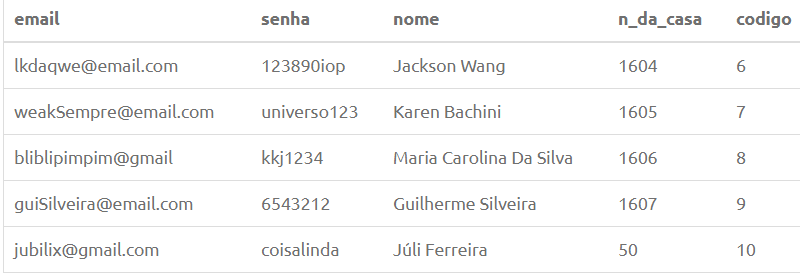 email senha nome n_da_casa codigo
lkdaqwe@email.com 123890iop Jackson Wang 1604 6
weakSempre@email.com universo123 Karen Bachini 1605 7
bliblipimpim@gmail kkj1234 Maria Carolina Da Silva 1606 8
guiSilveira@email.com 6543212 Guilherme Silveira 1607 9
jubilix@gmail.com coisalinda Júli Ferreira 50 10